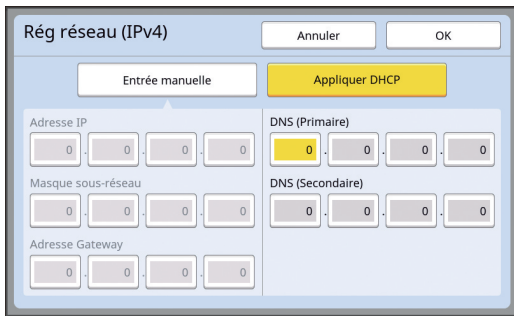 Rég réseau (IPv4) Annuler OK
Entrée manuelle Appliquer DHCP
Adresse IP
0 . 0 . 0 . 0
Masque sous-réseau
0 . 0 . 0 . 0
Adresse Gateway
0 . 0 . 0 . 0
DNS (Primaire)
0 . 0 . 0 . 0
DNS (Secondaire)
0 . 0 . 0 . 0